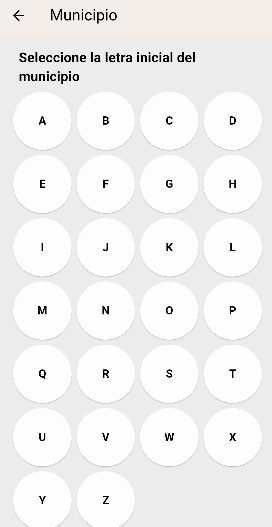 Municipio
Seleccione la letra inicial del
municipio
A B C D
E F G H
I J K L
M N O P
Q R S T
U V W X
Y Z